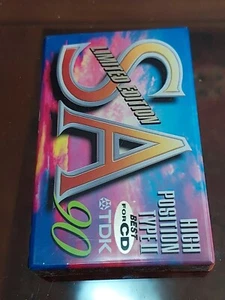 SA
LIMITED EDITION
90
HIGH
POSITION
TYPE II
BEST
FOR CD
TDK